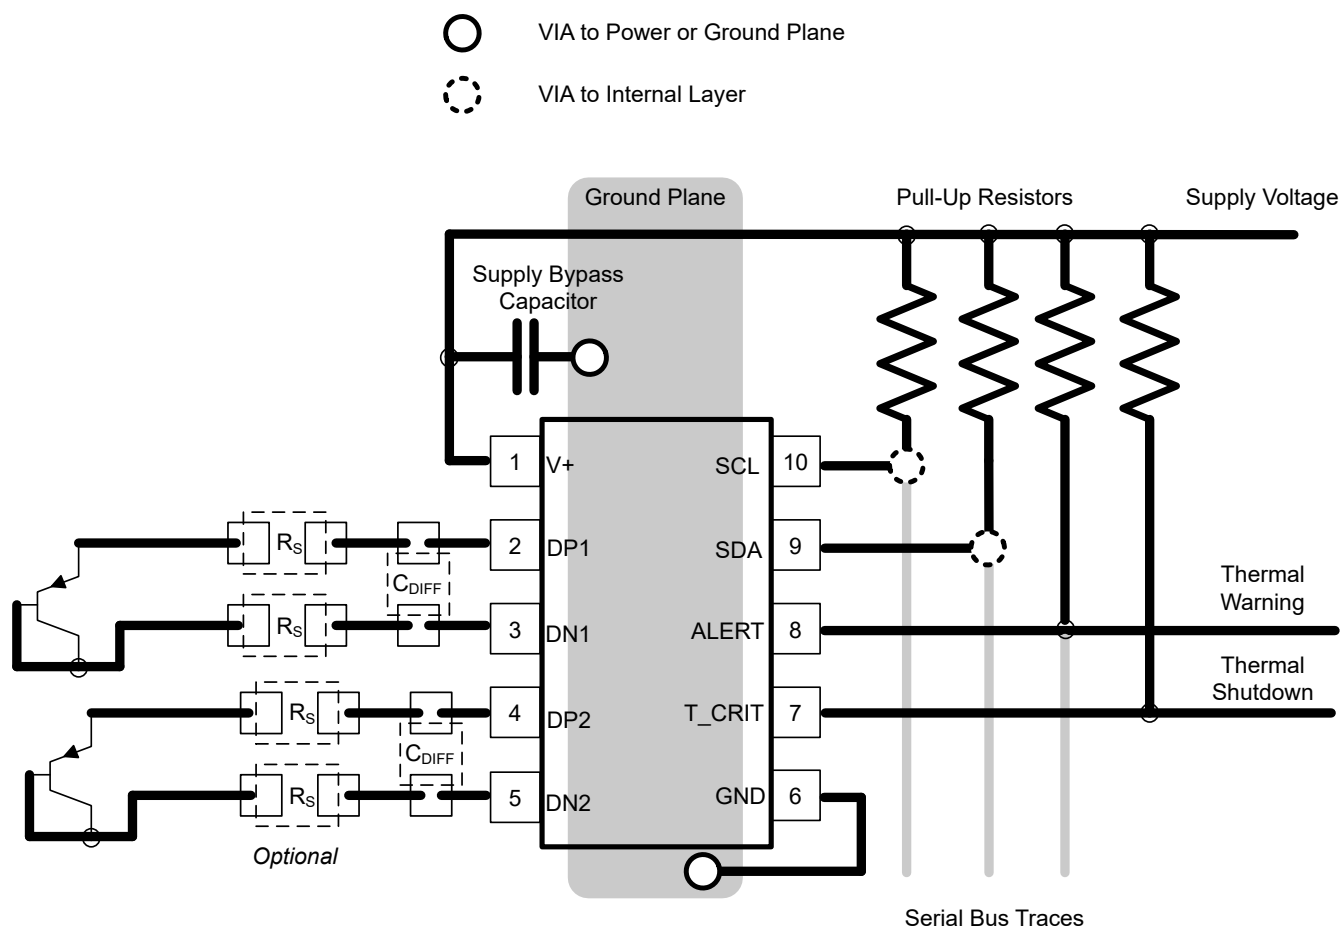 VIA to Power or Ground Plane
VIA to Internal Layer
Ground Plane
Pull-Up Resistors
Supply Voltage
Supply Bypass
Capacitor
1
V+
SCL
10
RS
2
DP1
SDA
9
CDIFF
Thermal
Warning
RS
3
DN1
ALERT
8
Thermal
Shutdown
RS
4
DP2
T_CRIT
7
CDIFF
RS
5
DN2
GND
6
Optional
Serial Bus Traces